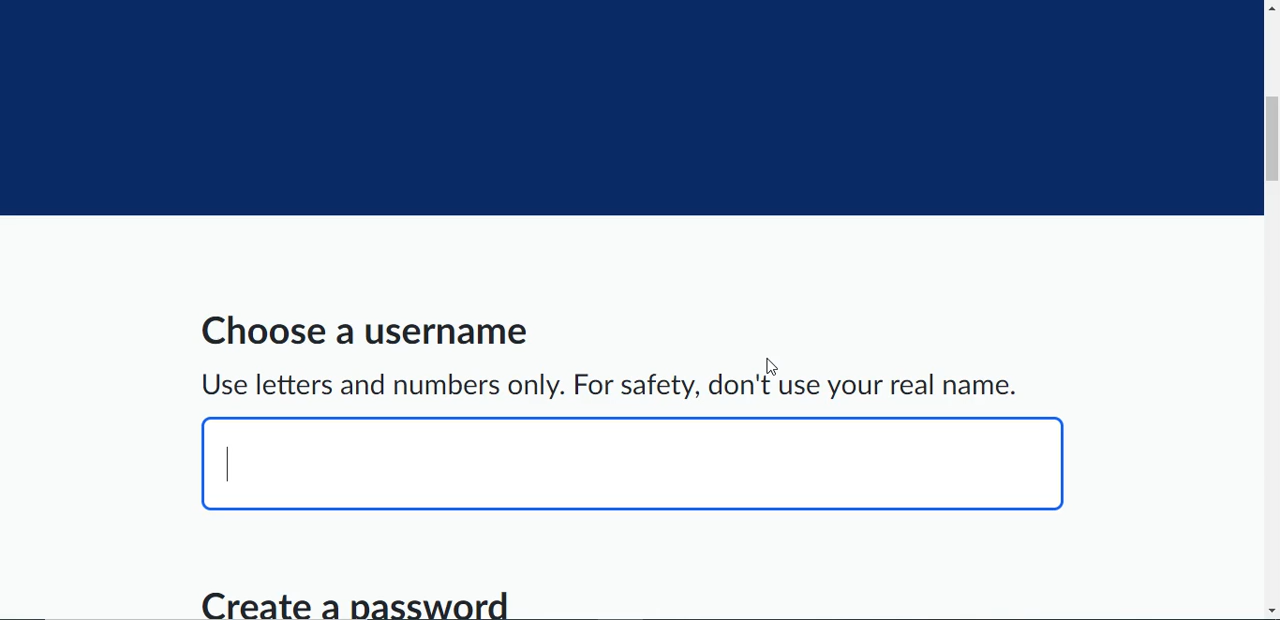 Choose a username
Use letters and numbers only. For safety, don't use your real name.
Create a password